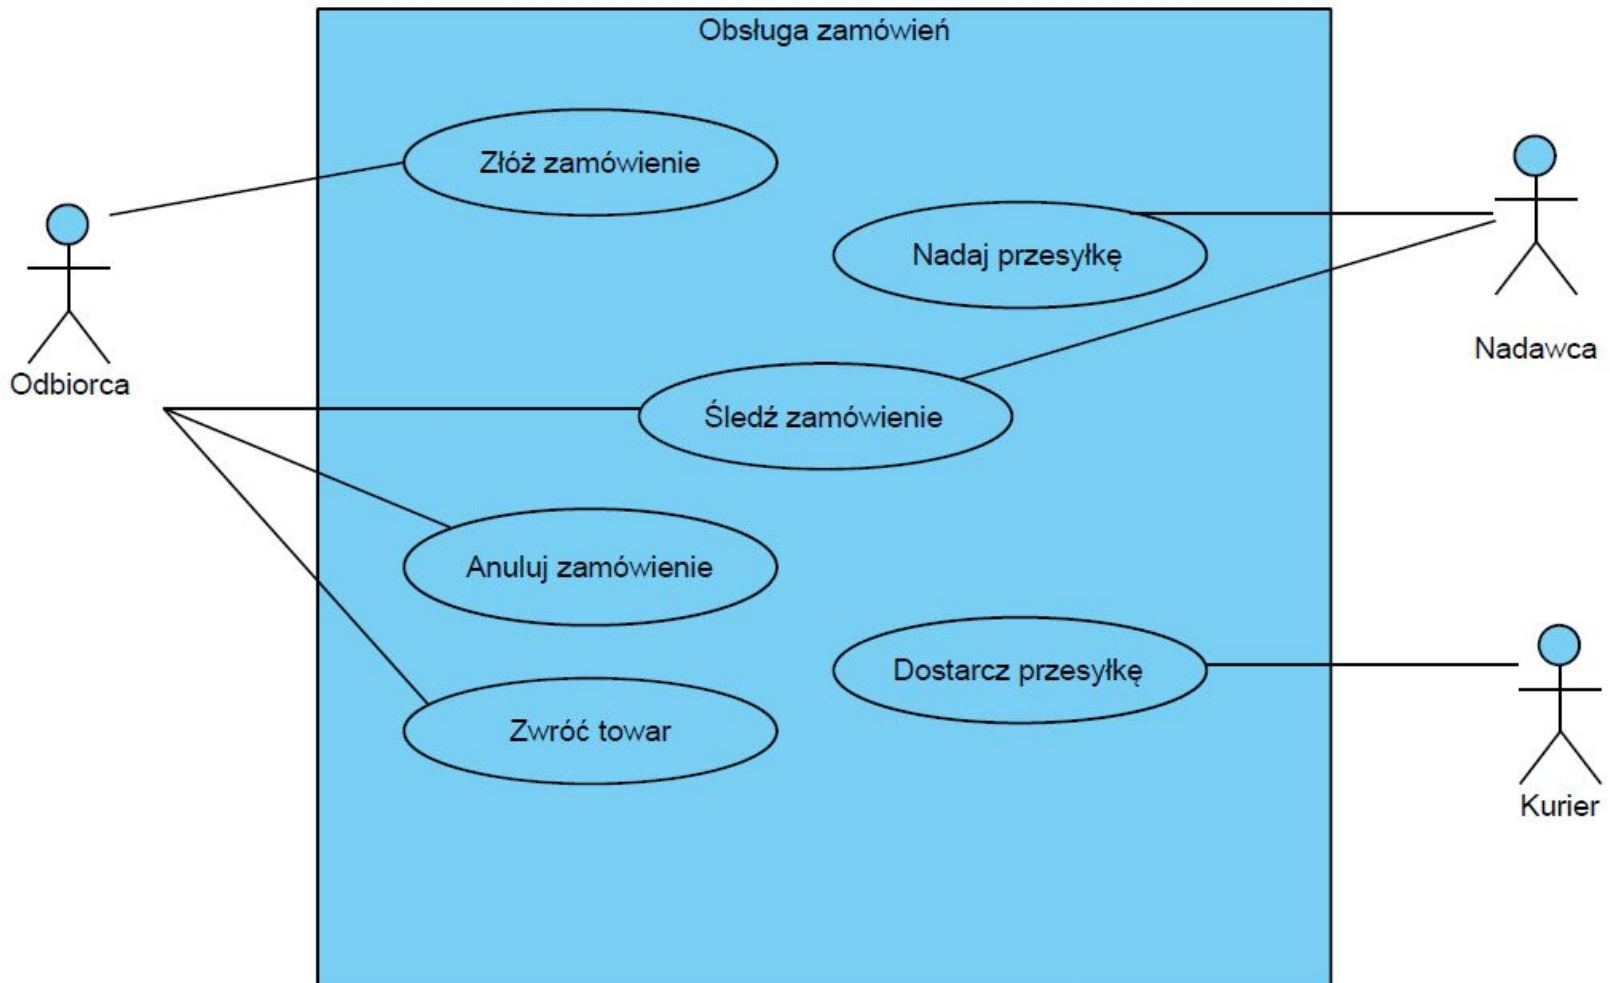 Obsługa zamówień
Złóż zamówienie
Nadaj przesyłkę
Nadawca
Odbiorca
Śledź zamówienie
Anuluj zamówienie
Dostarcz przesyłkę
Zwróć towar
Kurier